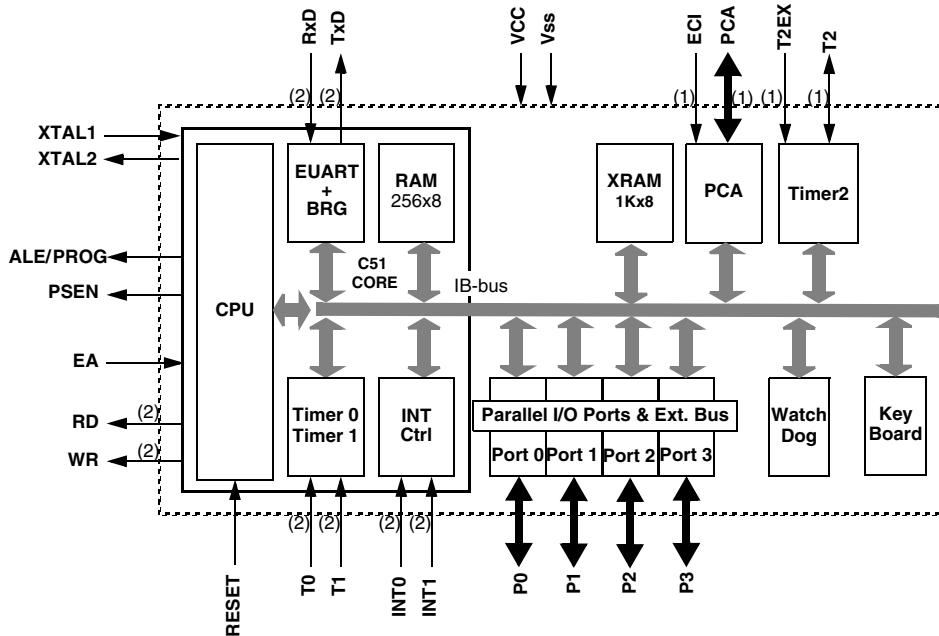 RxD
TxD
VCC
Vss
ECI
PCA
T2EX
T2
(2) (2)
(1) (1) (1) (1)
XTAL1
XTAL2
EUART
+
BRG
RAM
256x8
XRAM
1Kx8
PCA
Timer2
ALE/PROG
C51
CORE
IB-bus
PSEN
CPU
EA
Parallel I/O Ports & Ext. Bus
Timer 0
Timer 1
INT
Ctrl
Watch
Dog
Key
Board
RD (2)
Port 0 Port 1 Port 2 Port 3
WR (2)
(2) (2) (2) (2)
RESET
T0
T1
INT0
INT1
P0
P1
P2
P3